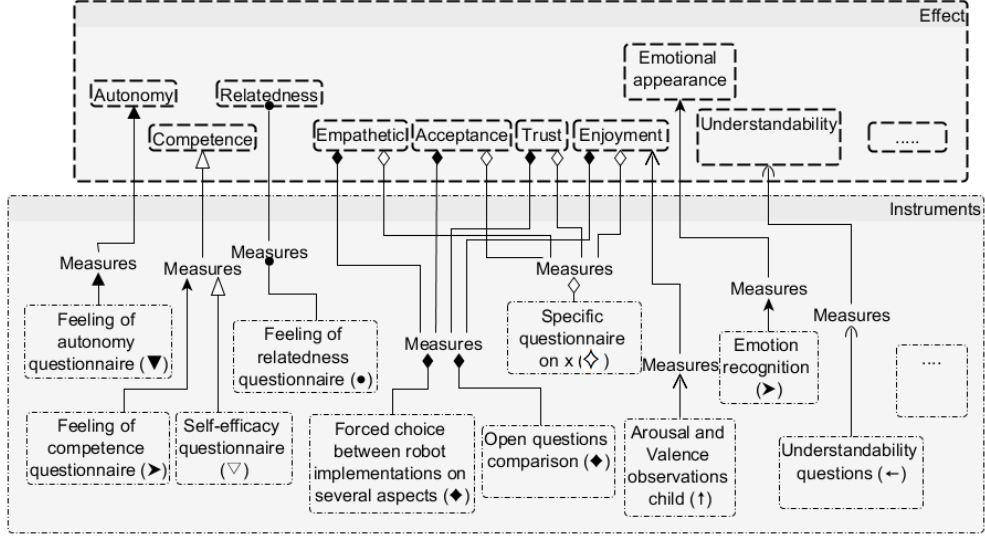 Effect
Emotional
appearance
Autonomy
Relatedness
Competence
Empathetic
Acceptance
Trust
Enjoyment
Understandability
.....
Instruments
Measures
Measures
Measures
Measures
Measures
Measures
Measures
Measures
Feeling of
autonomy
questionnaire (▼)
Feeling of
relatedness
questionnaire (●)
Specific
questionnaire
on x (✧)
Emotion
recognition
(➤)
....
Feeling of
competence
questionnaire (➤)
Self-efficacy
questionnaire
(▽)
Forced choice
between robot
implementations on
several aspects (◆)
Open questions
comparison (◆)
Arousal and
Valence
observations
child (↑)
Understandability
questions (←)